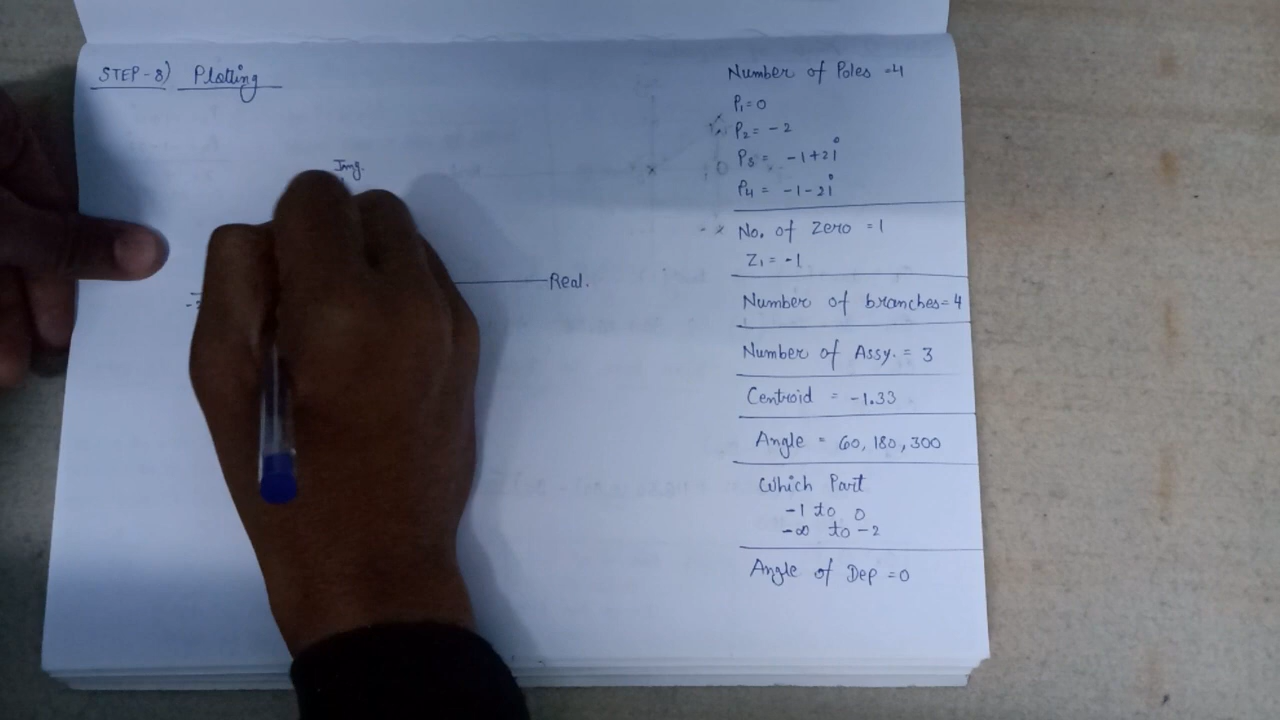 STEP-8) Plotting
Img.
Real.
Number of Poles =4
P1=0
P2= -2
P3= -1+2i
P4= -1-2i
No. of Zero =1
Z1= -1
Number of branches=4
Number of Assy. = 3
Centroid = -1.33
Angle = 60, 180, 300
Which Part
-1 to 0
-∞ to -2
Angle of Dep =0